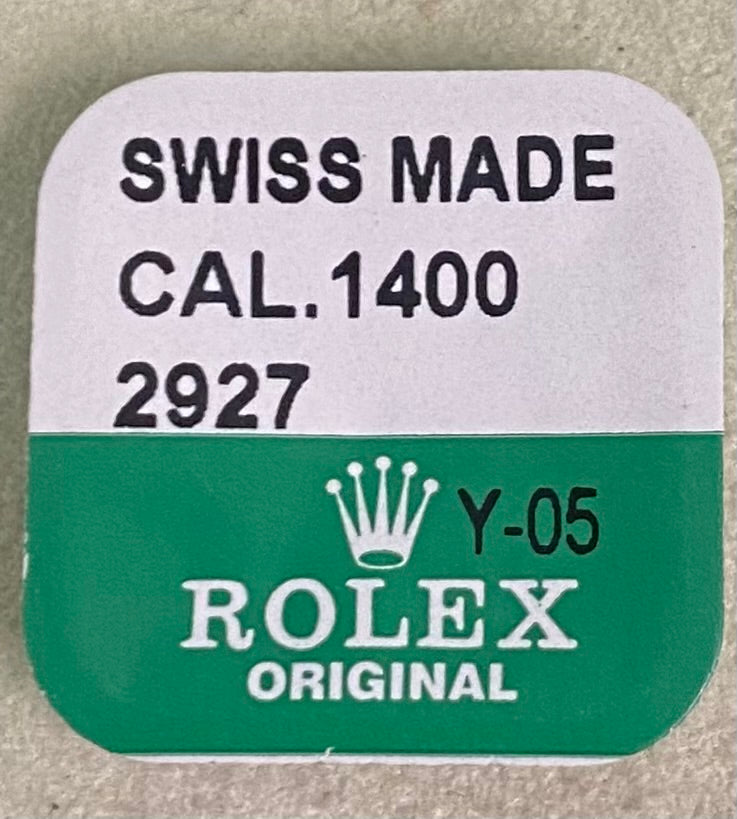 SWISS MADE
CAL.1400
2927
Y-05
ROLEX
ORIGINAL